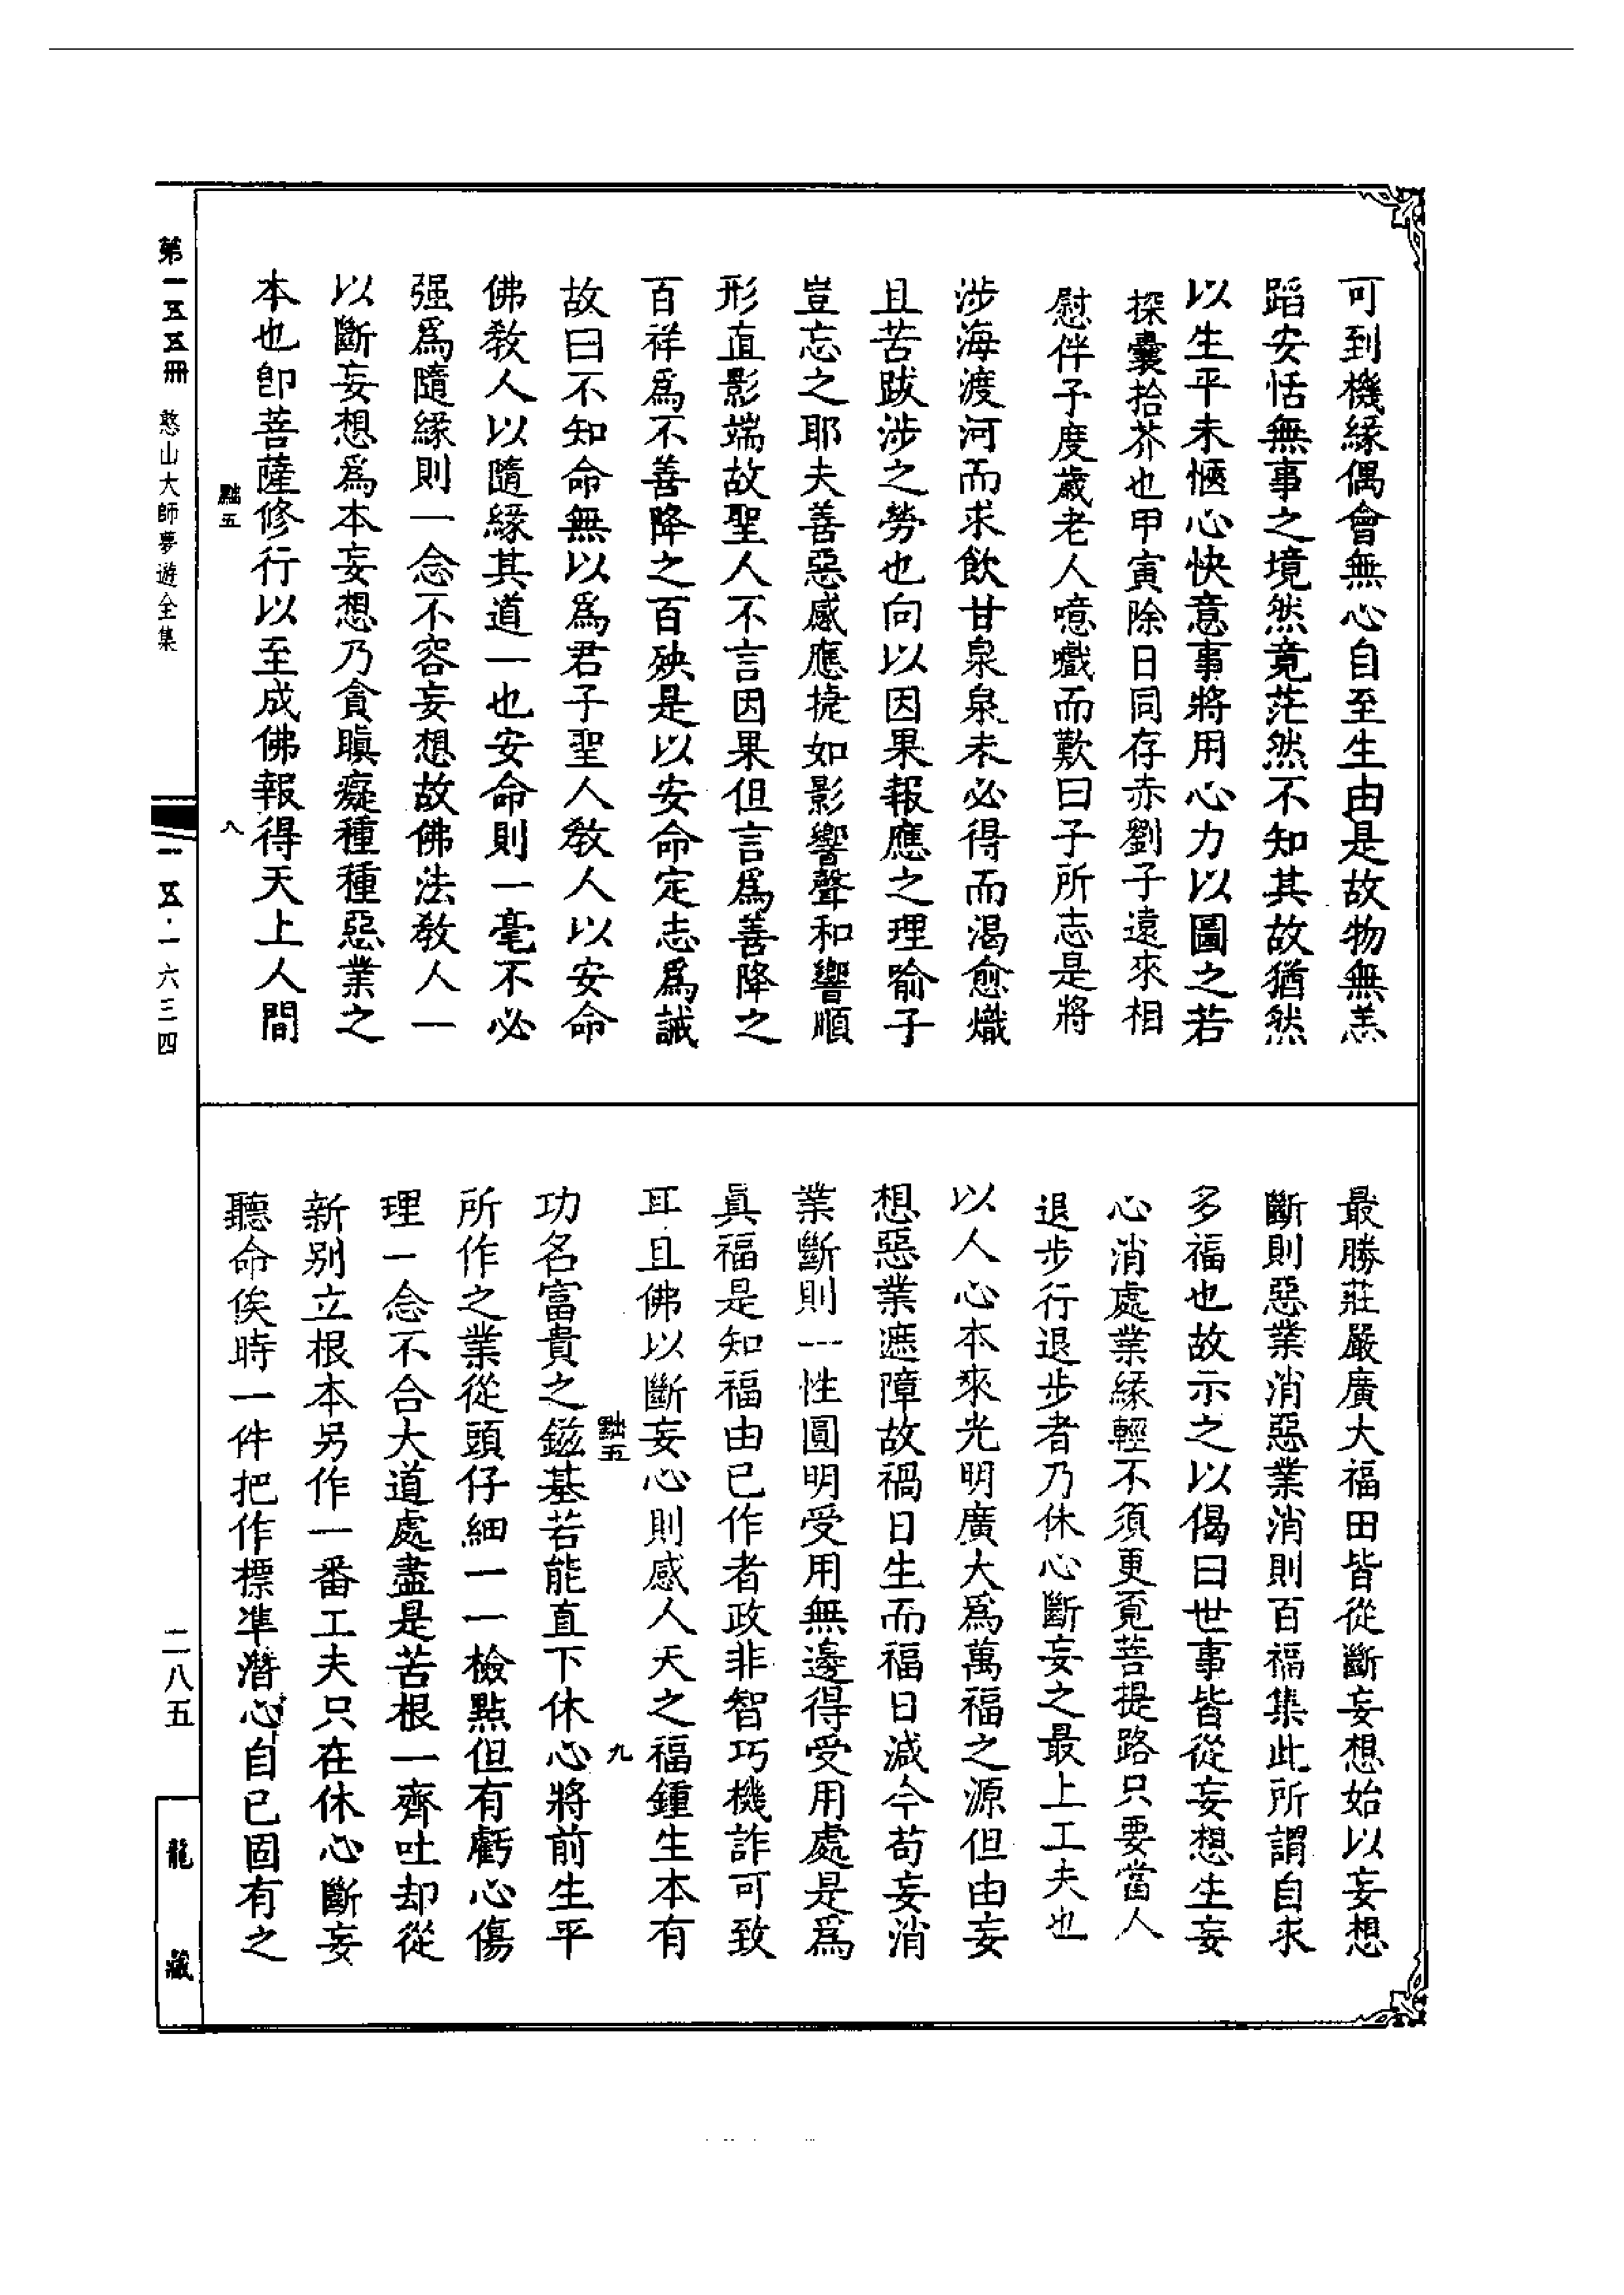 可到機緣偶會無心自至生由是故物無恙
蹈安恬無事之境然竟茫然不知其故猶然
以生平未愜心快意事將用心力以圖之若
探囊拾芥也甲寅除日同存赤劉子遠來相
慰伴子度歲老人噫嚱而歎曰子所志是將
涉海渡河而求飲甘泉泉未必得而渴愈熾
且苦跋涉之勞也向以因果報應之理喻子
豈忘之耶夫善惡感應捷如影響聲和響順
形直影端故聖人不言因果但言爲善降之
百祥爲不善降之百殃是以安命定志爲誡
故曰不知命無以爲君子聖人教人以安命
佛教人以隨緣其道一也安命則一毫不必
强爲隨緣則一念不容妄想故佛法教人一
以斷妄想爲本妄想乃貪瞋癡種種惡業之
本也卽菩薩修行以至成佛報得天上人間
黜五
八
最勝莊嚴廣大福田皆從斷妄想始以妄想
斷則惡業消惡業消則百福集此所謂自求
多福也故示之以偈曰世事皆從妄想生妄
心消處業緣輕不須更覓菩提路只要當人
退步行退步者乃休心斷妄之最上工夫也
以人心本來光明廣大爲萬福之源但由妄
想惡業遮障故禍日生而福日減今苟妄消
業斷則一性圓明受用無邊得受用處是爲
眞福是知福由已作者政非智巧機詐可致
耳且佛以斷妄心則感人天之福鍾生本有
黜五
九
功名富貴之鎡基若能直下休心將前生平
所作之業從頭仔細一一檢點但有虧心傷
理一念不合大道處盡是苦根一齊吐却從
新别立根本另作一番工夫只在休心斷妄
聽命俟時一件把作標準潛心自已固有之
第一五五冊
憨山大師夢遊全集
一五·一六三四
二八五
龍藏